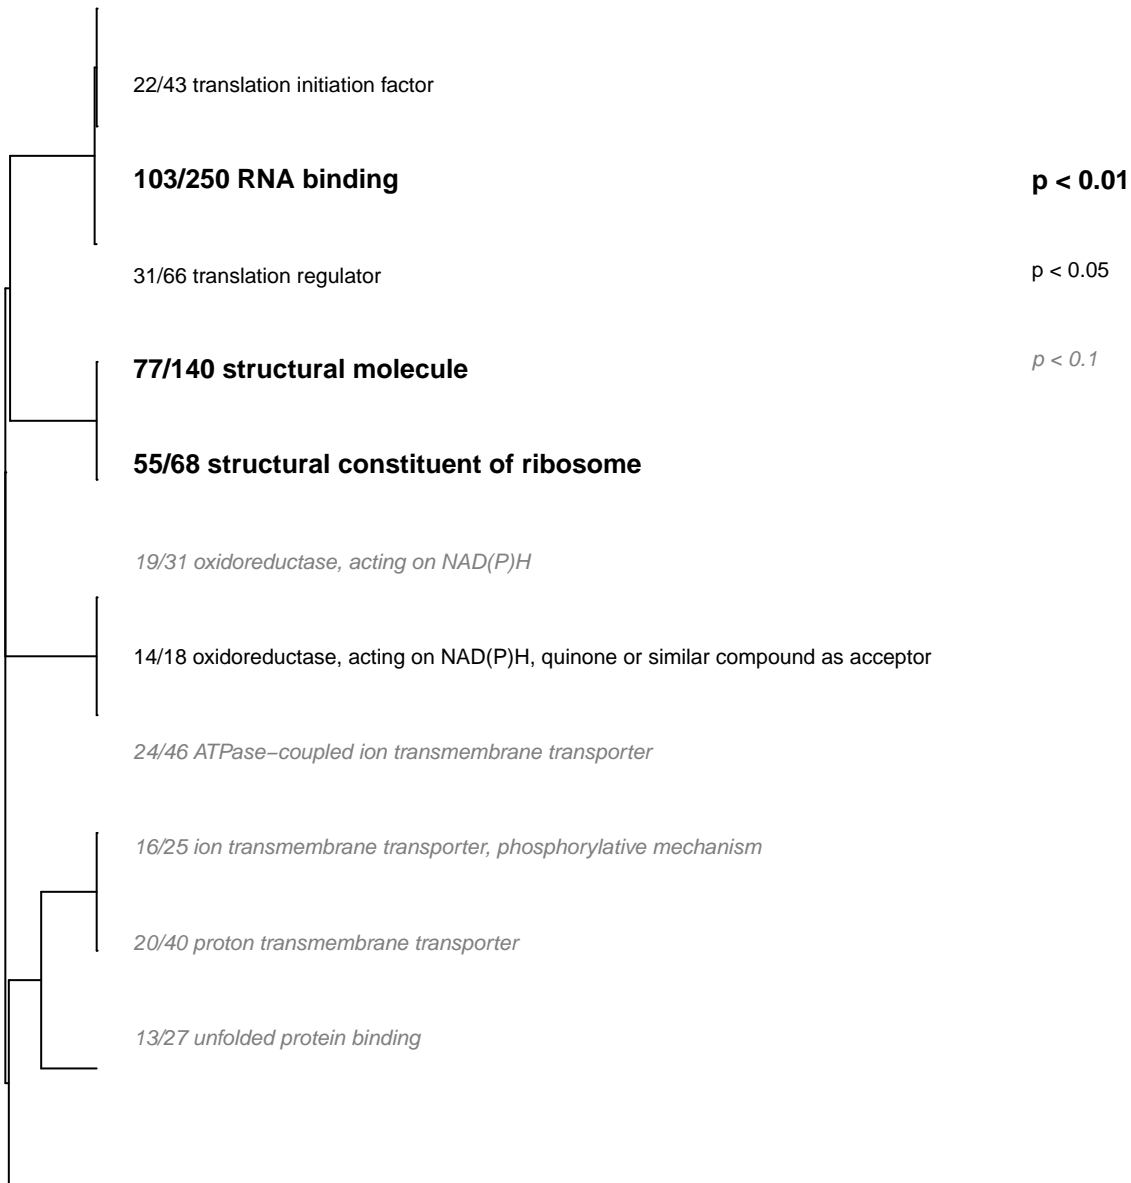 22/43 translation initiation factor
103/250 RNA binding
p < 0.01
31/66 translation regulator
p < 0.05
77/140 structural molecule
p < 0.1
55/68 structural constituent of ribosome
19/31 oxidoreductase, acting on NAD(P)H
14/18 oxidoreductase, acting on NAD(P)H, quinone or similar compound as acceptor
24/46 ATPase−coupled ion transmembrane transporter
16/25 ion transmembrane transporter, phosphorylative mechanism
20/40 proton transmembrane transporter
13/27 unfolded protein binding